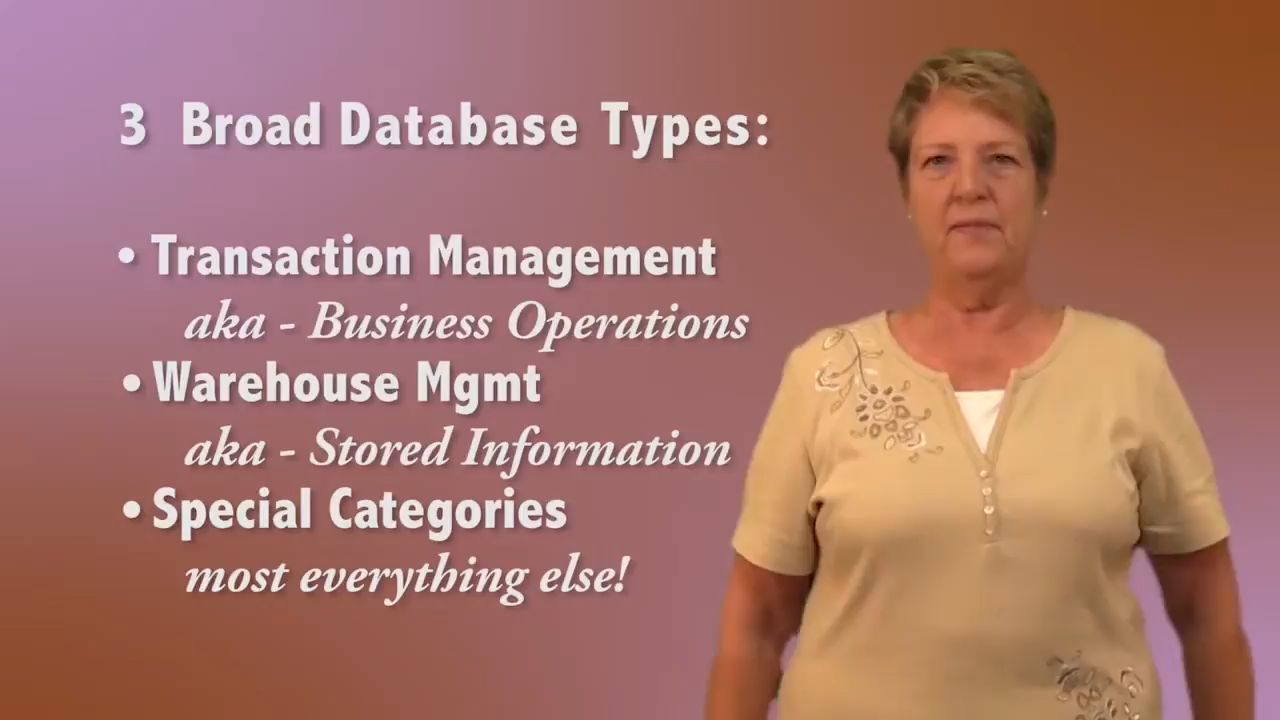 3 Broad Database Types:
• Transaction Management
aka - Business Operations
• Warehouse Mgmt
aka - Stored Information
• Special Categories
most everything else!